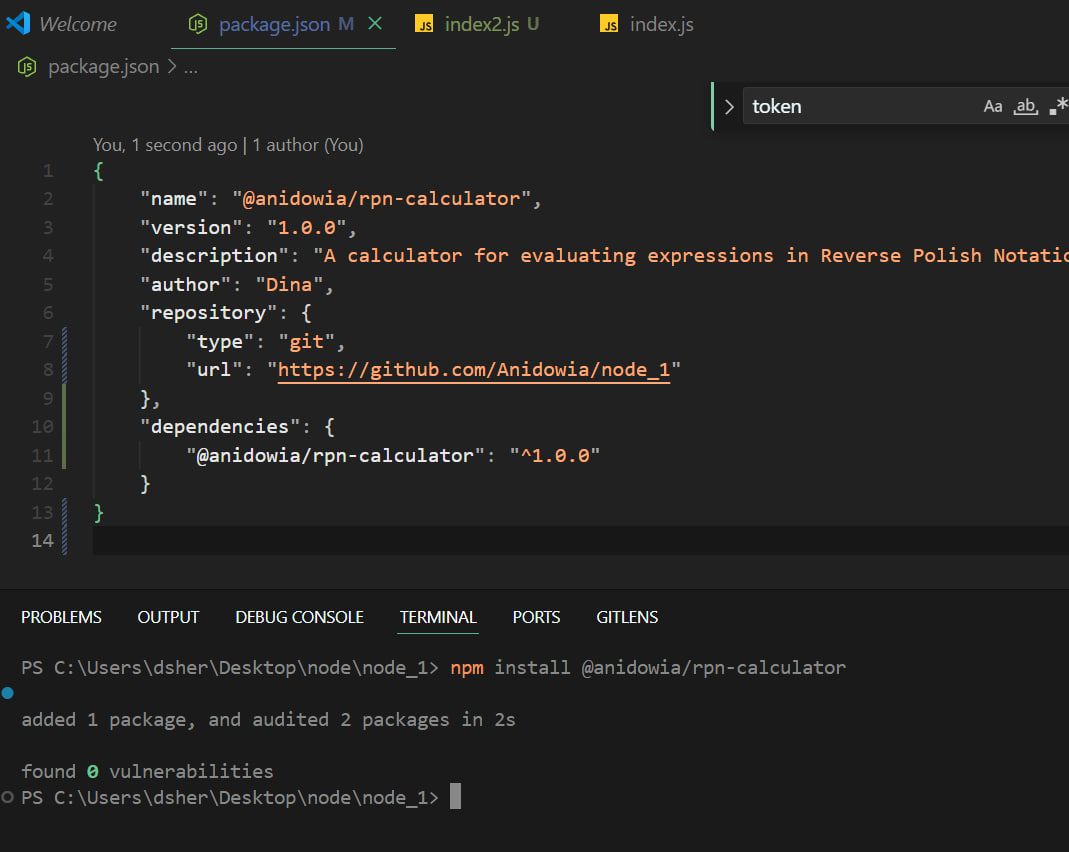 Welcome package.json M index2.js U index.js
package.json > ...
token Aa ab, .*
You, 1 second ago | 1 author (You)
1 {
2 "name": "@anidowia/rpn-calculator",
3 "version": "1.0.0",
4 "description": "A calculator for evaluating expressions in Reverse Polish Notatio
5 "author": "Dina",
6 "repository": {
7 "type": "git",
8 "url": "https://github.com/Anidowia/node_1"
9 },
10 "dependencies": {
11 "@anidowia/rpn-calculator": "^1.0.0"
12 }
13 }
14
PROBLEMS OUTPUT DEBUG CONSOLE TERMINAL PORTS GITLENS
PS C:\Users\dsher\Desktop\node\node_1> npm install @anidowia/rpn-calculator
added 1 package, and audited 2 packages in 2s
found 0 vulnerabilities
PS C:\Users\dsher\Desktop\node\node_1>